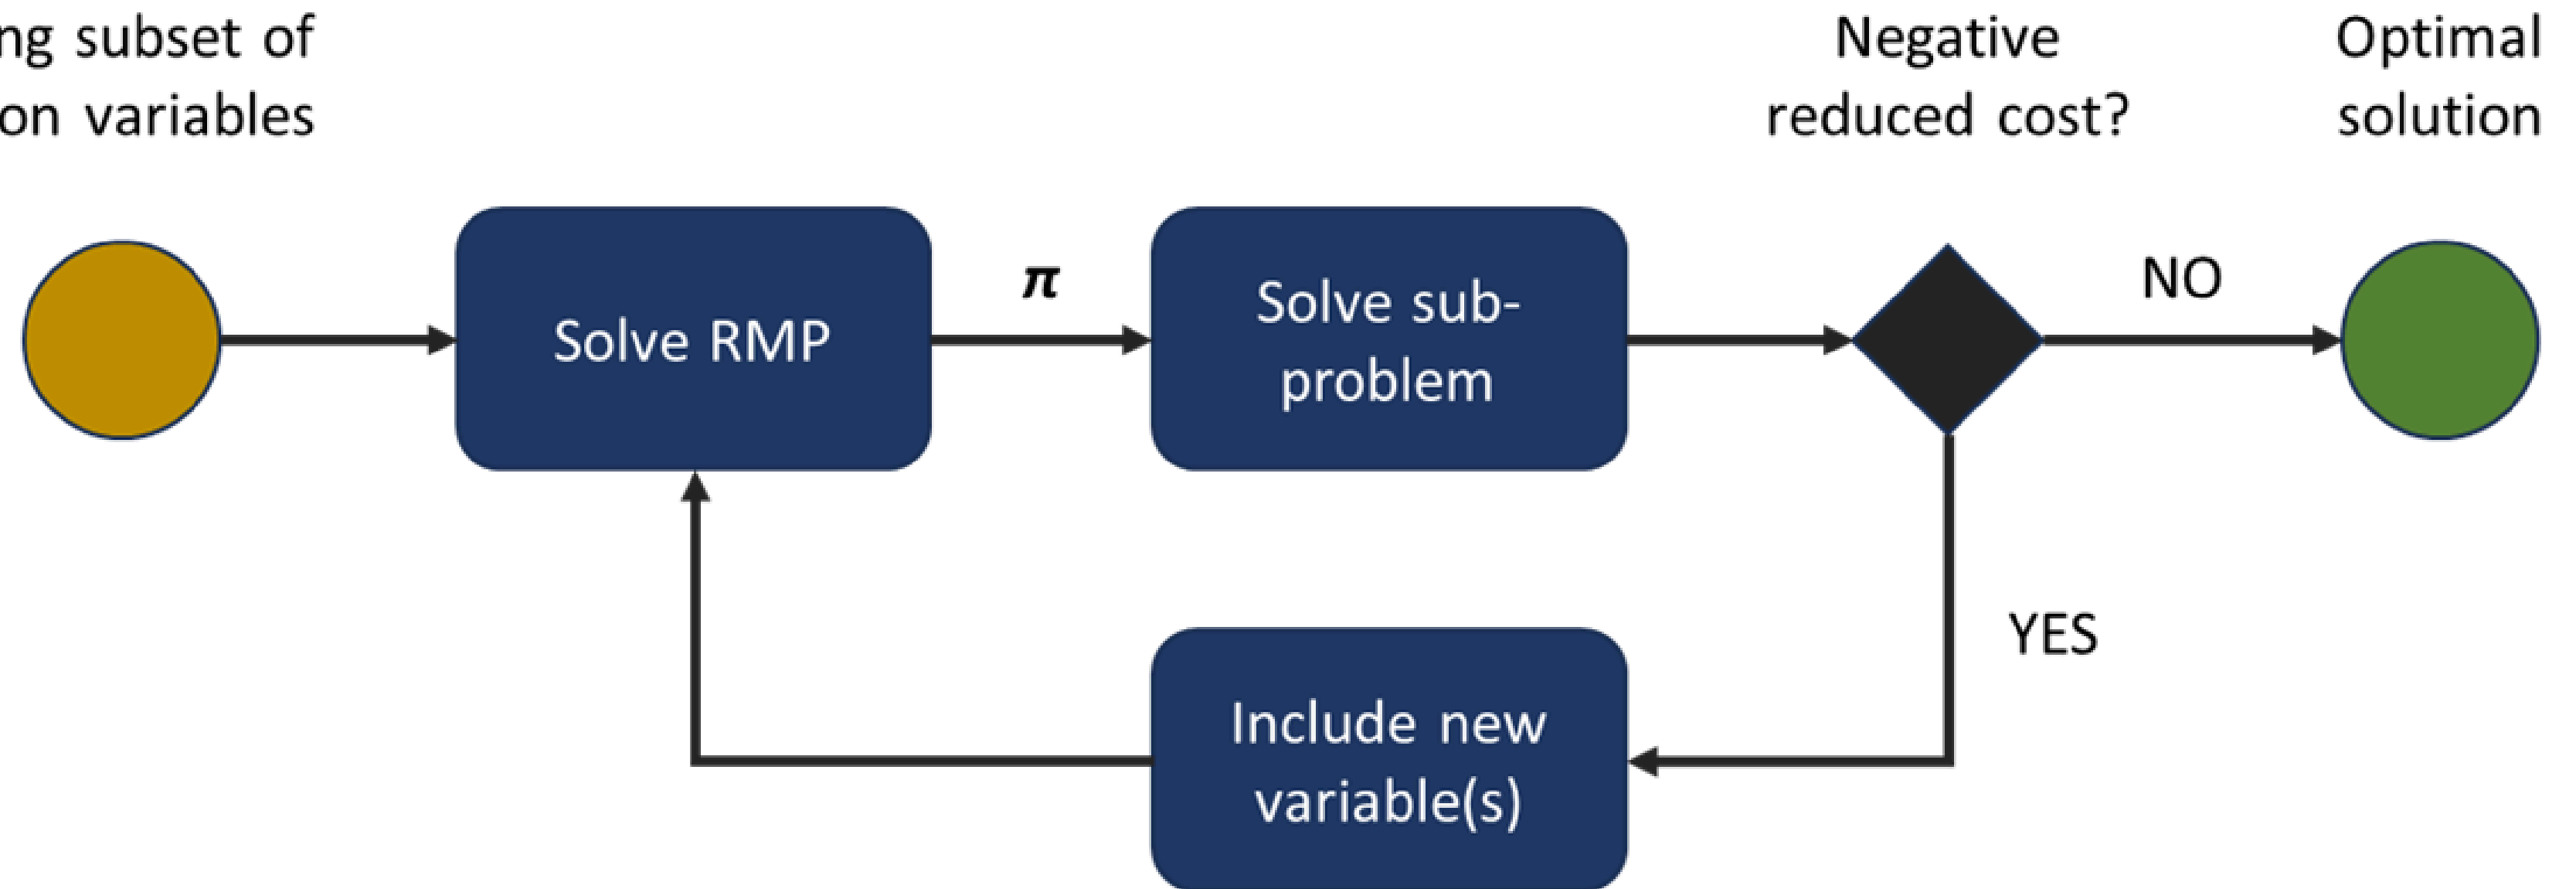 ng subset of
on variables
Negative
reduced cost?
Optimal
solution
Solve RMP
π
Solve sub-
problem
NO
YES
Include new
variable(s)